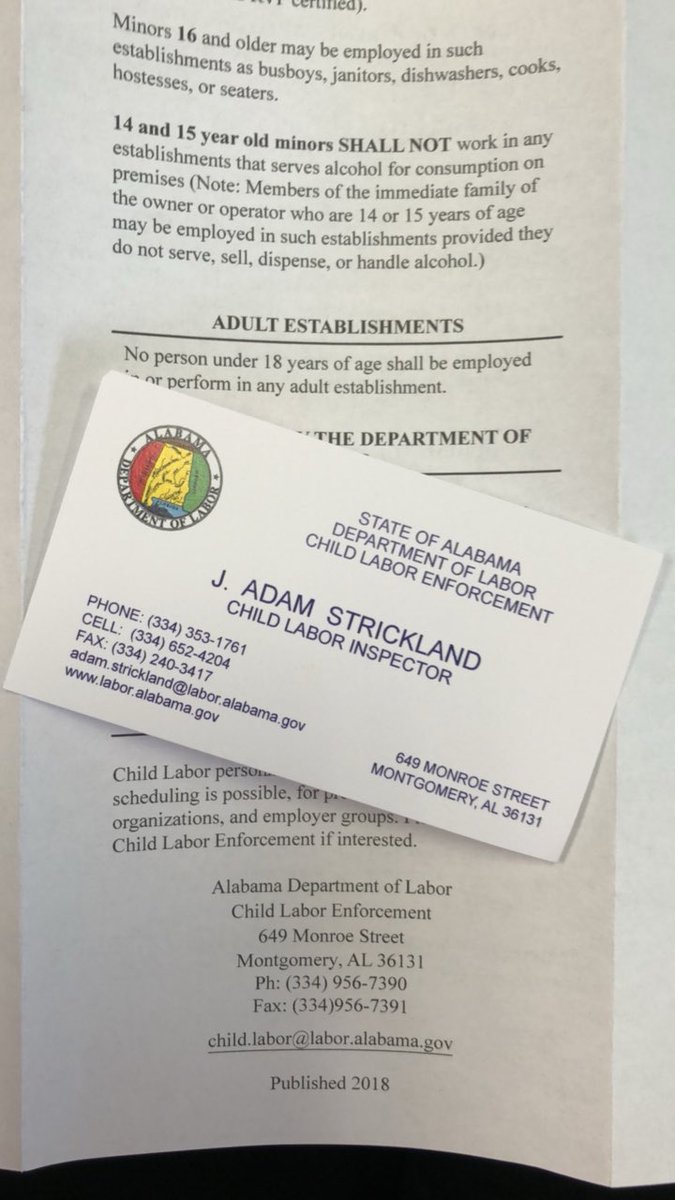 certified).
Minors 16 and older may be employed in such
establishments as busboys, janitors, dishwashers, cooks,
hostesses, or seaters.
14 and 15 year old minors SHALL NOT work in any
establishments that serves alcohol for consumption on
premises (Note: Members of the immediate family of
the owner or operator who are 14 or 15 years of age
may be employed in such establishments provided they
do not serve, sell, dispense, or handle alcohol.)
ADULT ESTABLISHMENTS
No person under 18 years of age shall be employed
or perform in any adult establishment.
THE DEPARTMENT OF
ALABAMA
DEPARTMENT OF LABOR
STATE OF ALABAMA
DEPARTMENT OF LABOR
CHILD LABOR ENFORCEMENT
J. ADAM STRICKLAND
CHILD LABOR INSPECTOR
PHONE: (334) 353-1761
CELL: (334) 652-4204
FAX: (334) 240-3417
adam.strickland@labor.alabama.gov
www.labor.alabama.gov
649 MONROE STREET
MONTGOMERY, AL 36131
Child Labor
scheduling is possible, for
organizations, and employer groups.
Child Labor Enforcement if interested.
Alabama Department of Labor
Child Labor Enforcement
649 Monroe Street
Montgomery, AL 36131
Ph: (334) 956-7390
Fax: (334)956-7391
child.labor@labor.alabama.gov
Published 2018